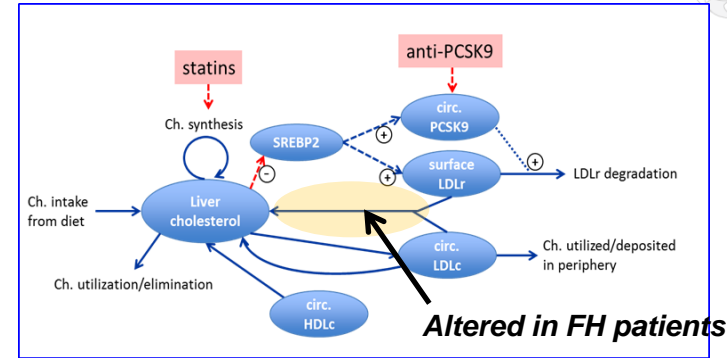 statins
anti-PCSK9
Ch. synthesis
circ.
PCSK9
SREBP2
+
+
+
-
surface
LDLr
LDLr degradation
Ch. intake
from diet
Liver
cholesterol
circ.
LDLc
Ch. utilized/deposited
in periphery
Ch. utilization/elimination
circ.
HDLc
Altered in FH patients